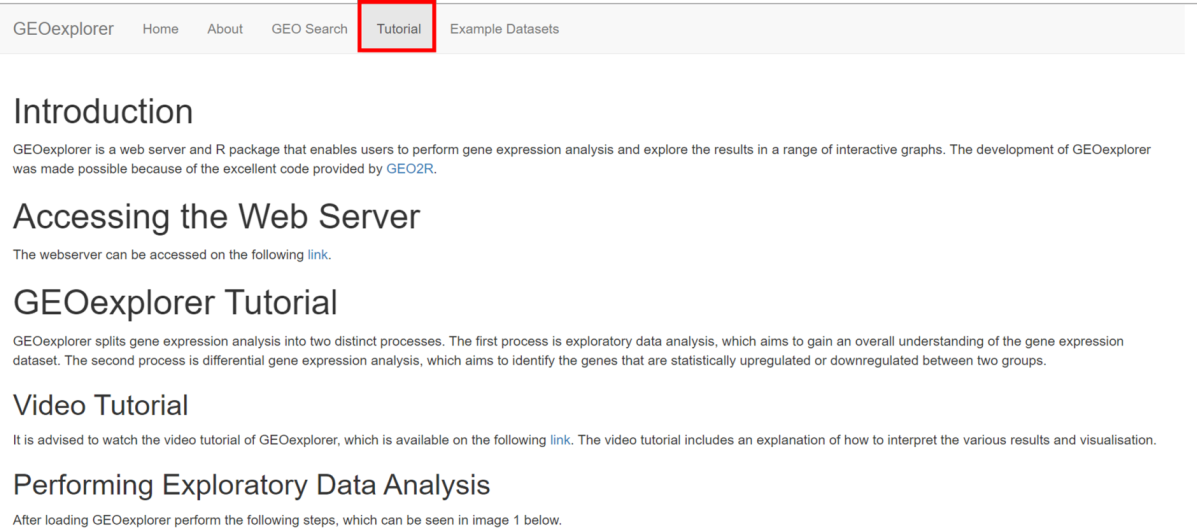 GEOexplorer Home About GEO Search Tutorial Example Datasets
Introduction
GEOexplorer is a web server and R package that enables users to perform gene expression analysis and explore the results in a range of interactive graphs. The development of GEOexplorer
was made possible because of the excellent code provided by GEO2R.
Accessing the Web Server
The webserver can be accessed on the following link.
GEOexplorer Tutorial
GEOexplorer splits gene expression analysis into two distinct processes. The first process is exploratory data analysis, which aims to gain an overall understanding of the gene expression
dataset. The second process is differential gene expression analysis, which aims to identify the genes that are statistically upregulated or downregulated between two groups.
Video Tutorial
It is advised to watch the video tutorial of GEOexplorer, which is available on the following link. The video tutorial includes an explanation of how to interpret the various results and visualisation.
Performing Exploratory Data Analysis
After loading GEOexplorer perform the following steps, which can be seen in image 1 below.